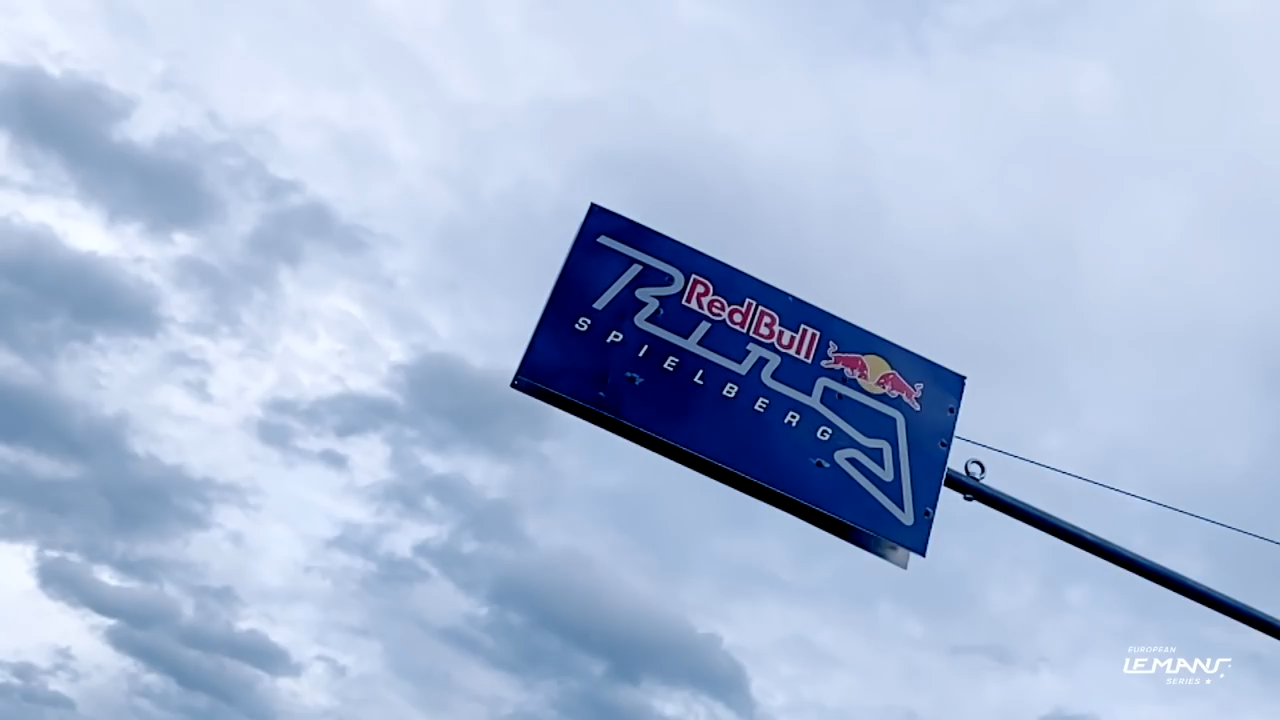 Red Bull
Ring
SPIELBERG
EUROPEAN
LE MANS
SERIES